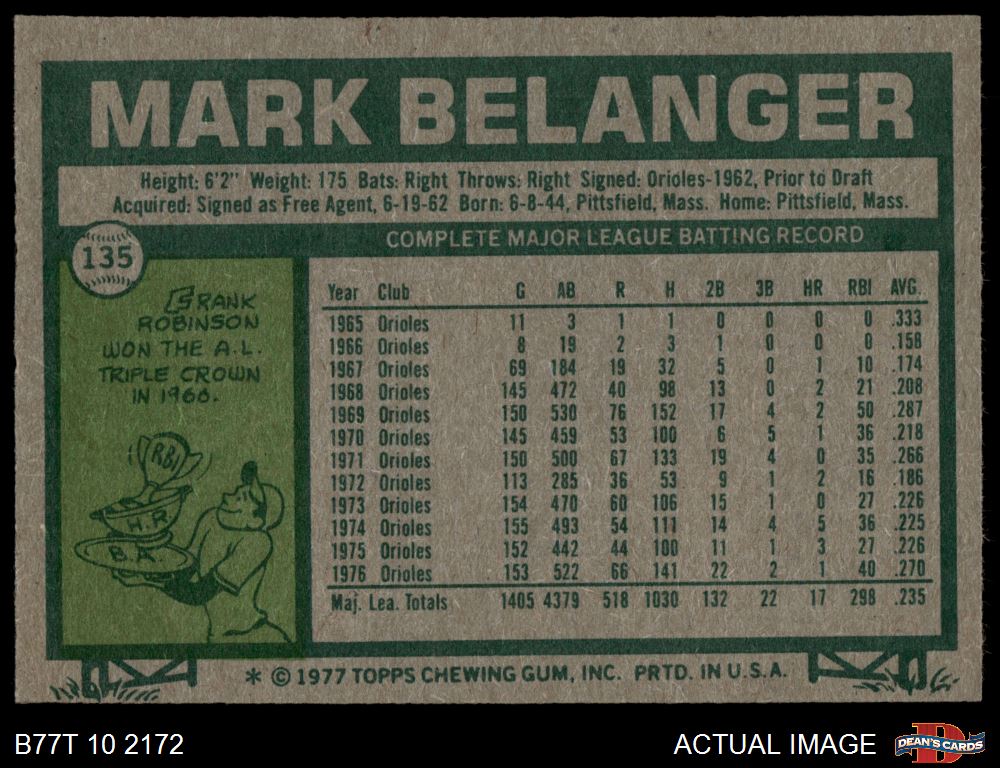 MARK BELANGER
Height: 6'2" Weight: 175 Bats: Right Throws: Right Signed: Orioles-1962, Prior to Draft
Acquired: Signed as Free Agent, 6-19-62 Born: 6-8-44, Pittsfield, Mass. Home: Pittsfield, Mass.
135
COMPLETE MAJOR LEAGUE BATTING RECORD
FRANK
ROBINSON
WON THE A.L.
TRIPLE CROWN
IN 1966.
RBI
H.R
B.A.
Year Club G AB R H 2B 3B HR RBI AVG.
1965 Orioles 11 3 1 1 0 0 0 0 .333
1966 Orioles 8 19 2 3 1 0 0 0 .158
1967 Orioles 69 184 19 32 5 0 1 10 .174
1968 Orioles 145 472 40 98 13 0 2 21 .208
1969 Orioles 150 530 76 152 17 4 2 50 .287
1970 Orioles 145 459 53 100 6 5 1 36 .218
1971 Orioles 150 500 67 133 19 4 0 35 .266
1972 Orioles 113 285 36 53 9 1 2 16 .186
1973 Orioles 154 470 60 106 15 1 0 27 .226
1974 Orioles 155 493 54 111 14 4 5 36 .225
1975 Orioles 152 442 44 100 11 1 3 27 .226
1976 Orioles 153 522 66 141 22 2 1 40 .270
Maj. Lea. Totals 1405 4379 518 1030 132 22 17 298 .235
* © 1977 TOPPS CHEWING GUM, INC. PRTD. IN U.S.A.
B77T 10 2172
ACTUAL IMAGE
D
DEAN'S CARDS